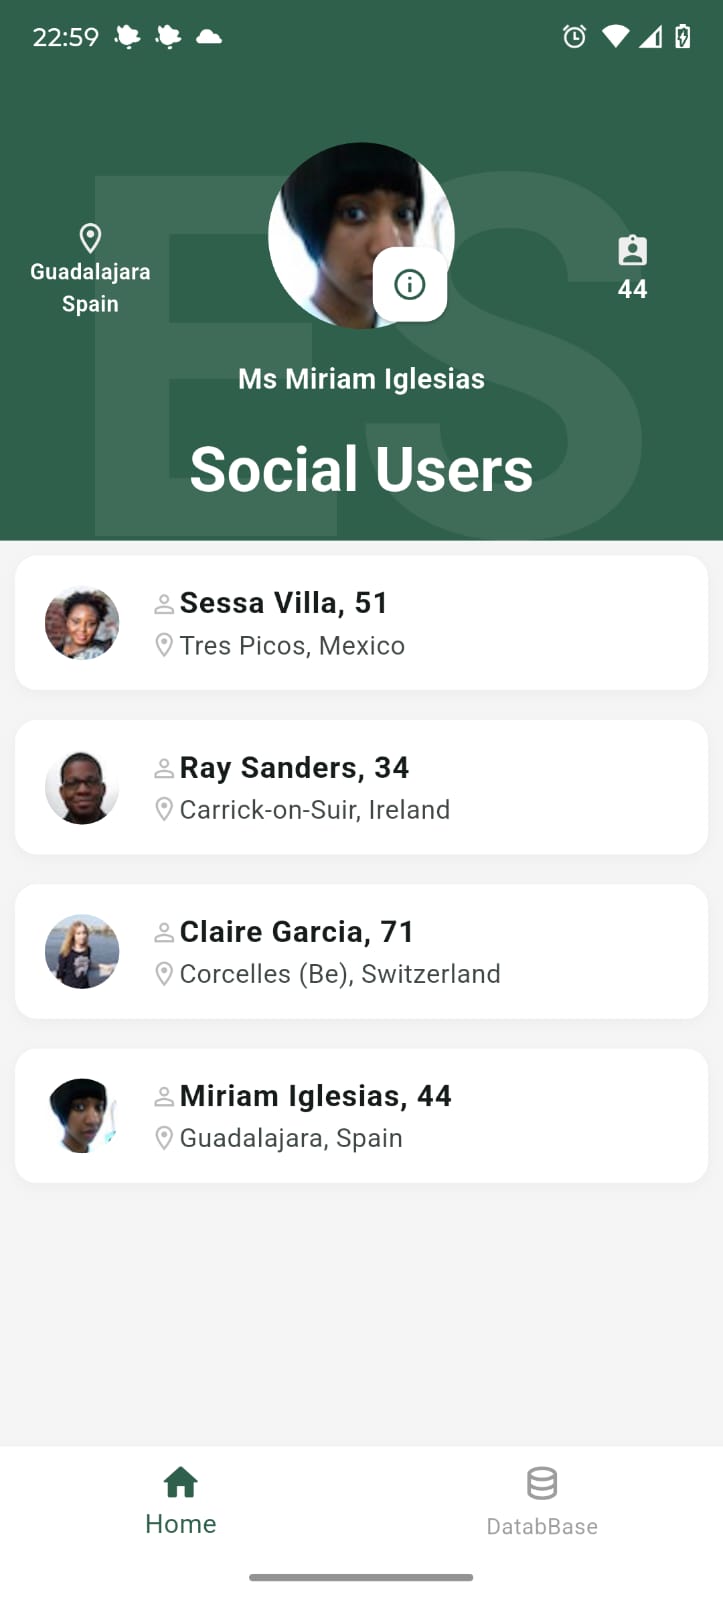 22:59
ES
Guadalajara
Spain
44
Ms Miriam Iglesias
Social Users
Sessa Villa, 51
Tres Picos, Mexico
Ray Sanders, 34
Carrick-on-Suir, Ireland
Claire Garcia, 71
Corcelles (Be), Switzerland
Miriam Iglesias, 44
Guadalajara, Spain
Home
DatabBase